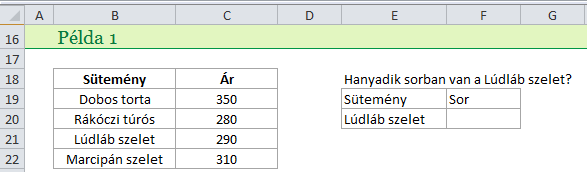 A B C D E F G
16 Példa 1
17
18 Sütemény Ár Hanyadik sorban van a Lúdláb szelet?
19 Dobos torta 350 Sütemény Sor
20 Rákóczi túrós 280 Lúdláb szelet
21 Lúdláb szelet 290
22 Marcipán szelet 310